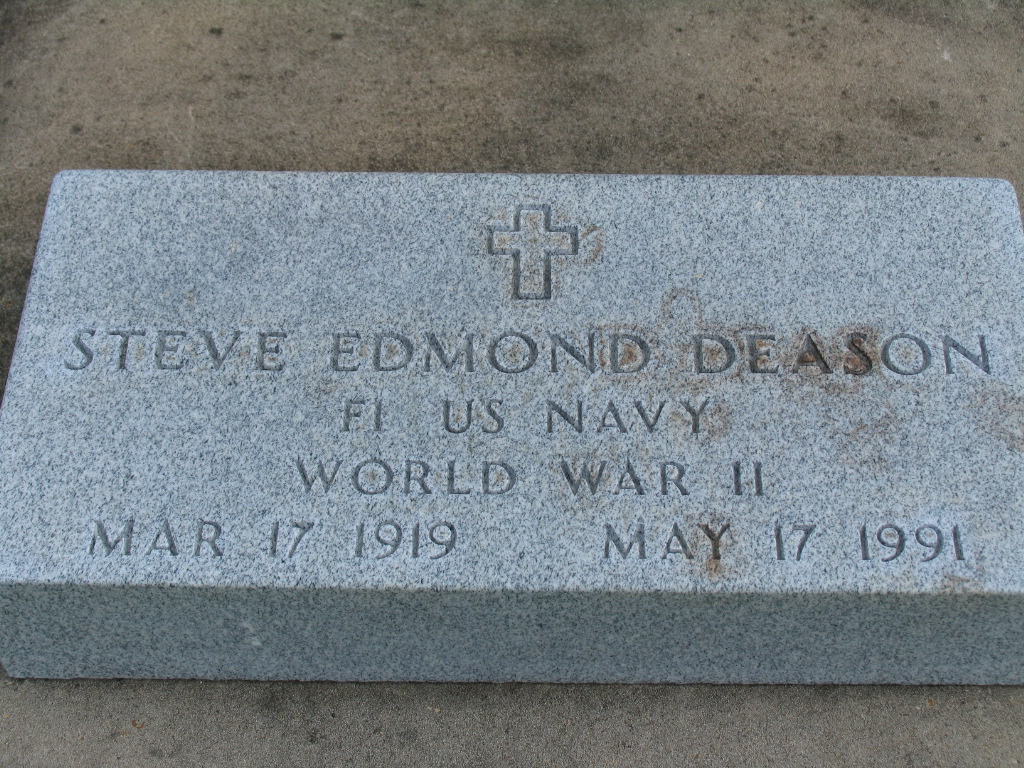 STEVE EDMOND DEASON
F1 US NAVY
WORLD WAR II
MAR 17 1919 MAY 17 1991